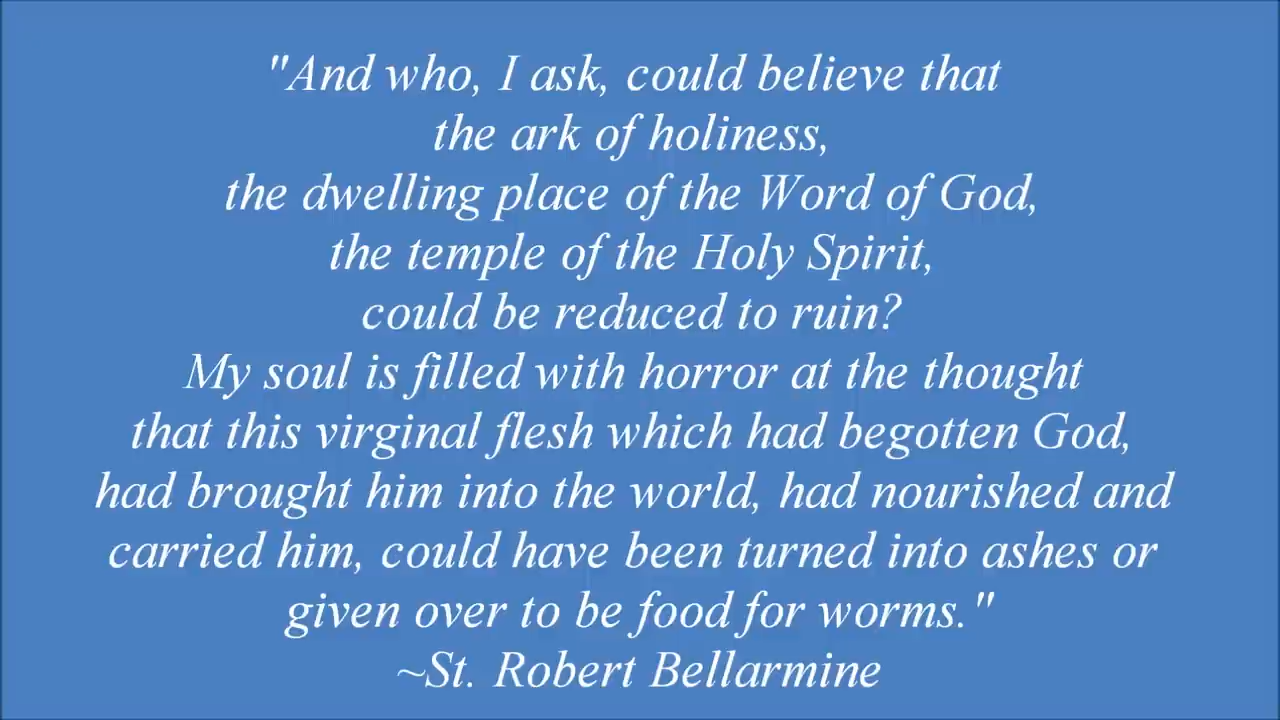 "And who, I ask, could believe that
the ark of holiness,
the dwelling place of the Word of God,
the temple of the Holy Spirit,
could be reduced to ruin?
My soul is filled with horror at the thought
that this virginal flesh which had begotten God,
had brought him into the world, had nourished and
carried him, could have been turned into ashes or
given over to be food for worms."
~St. Robert Bellarmine